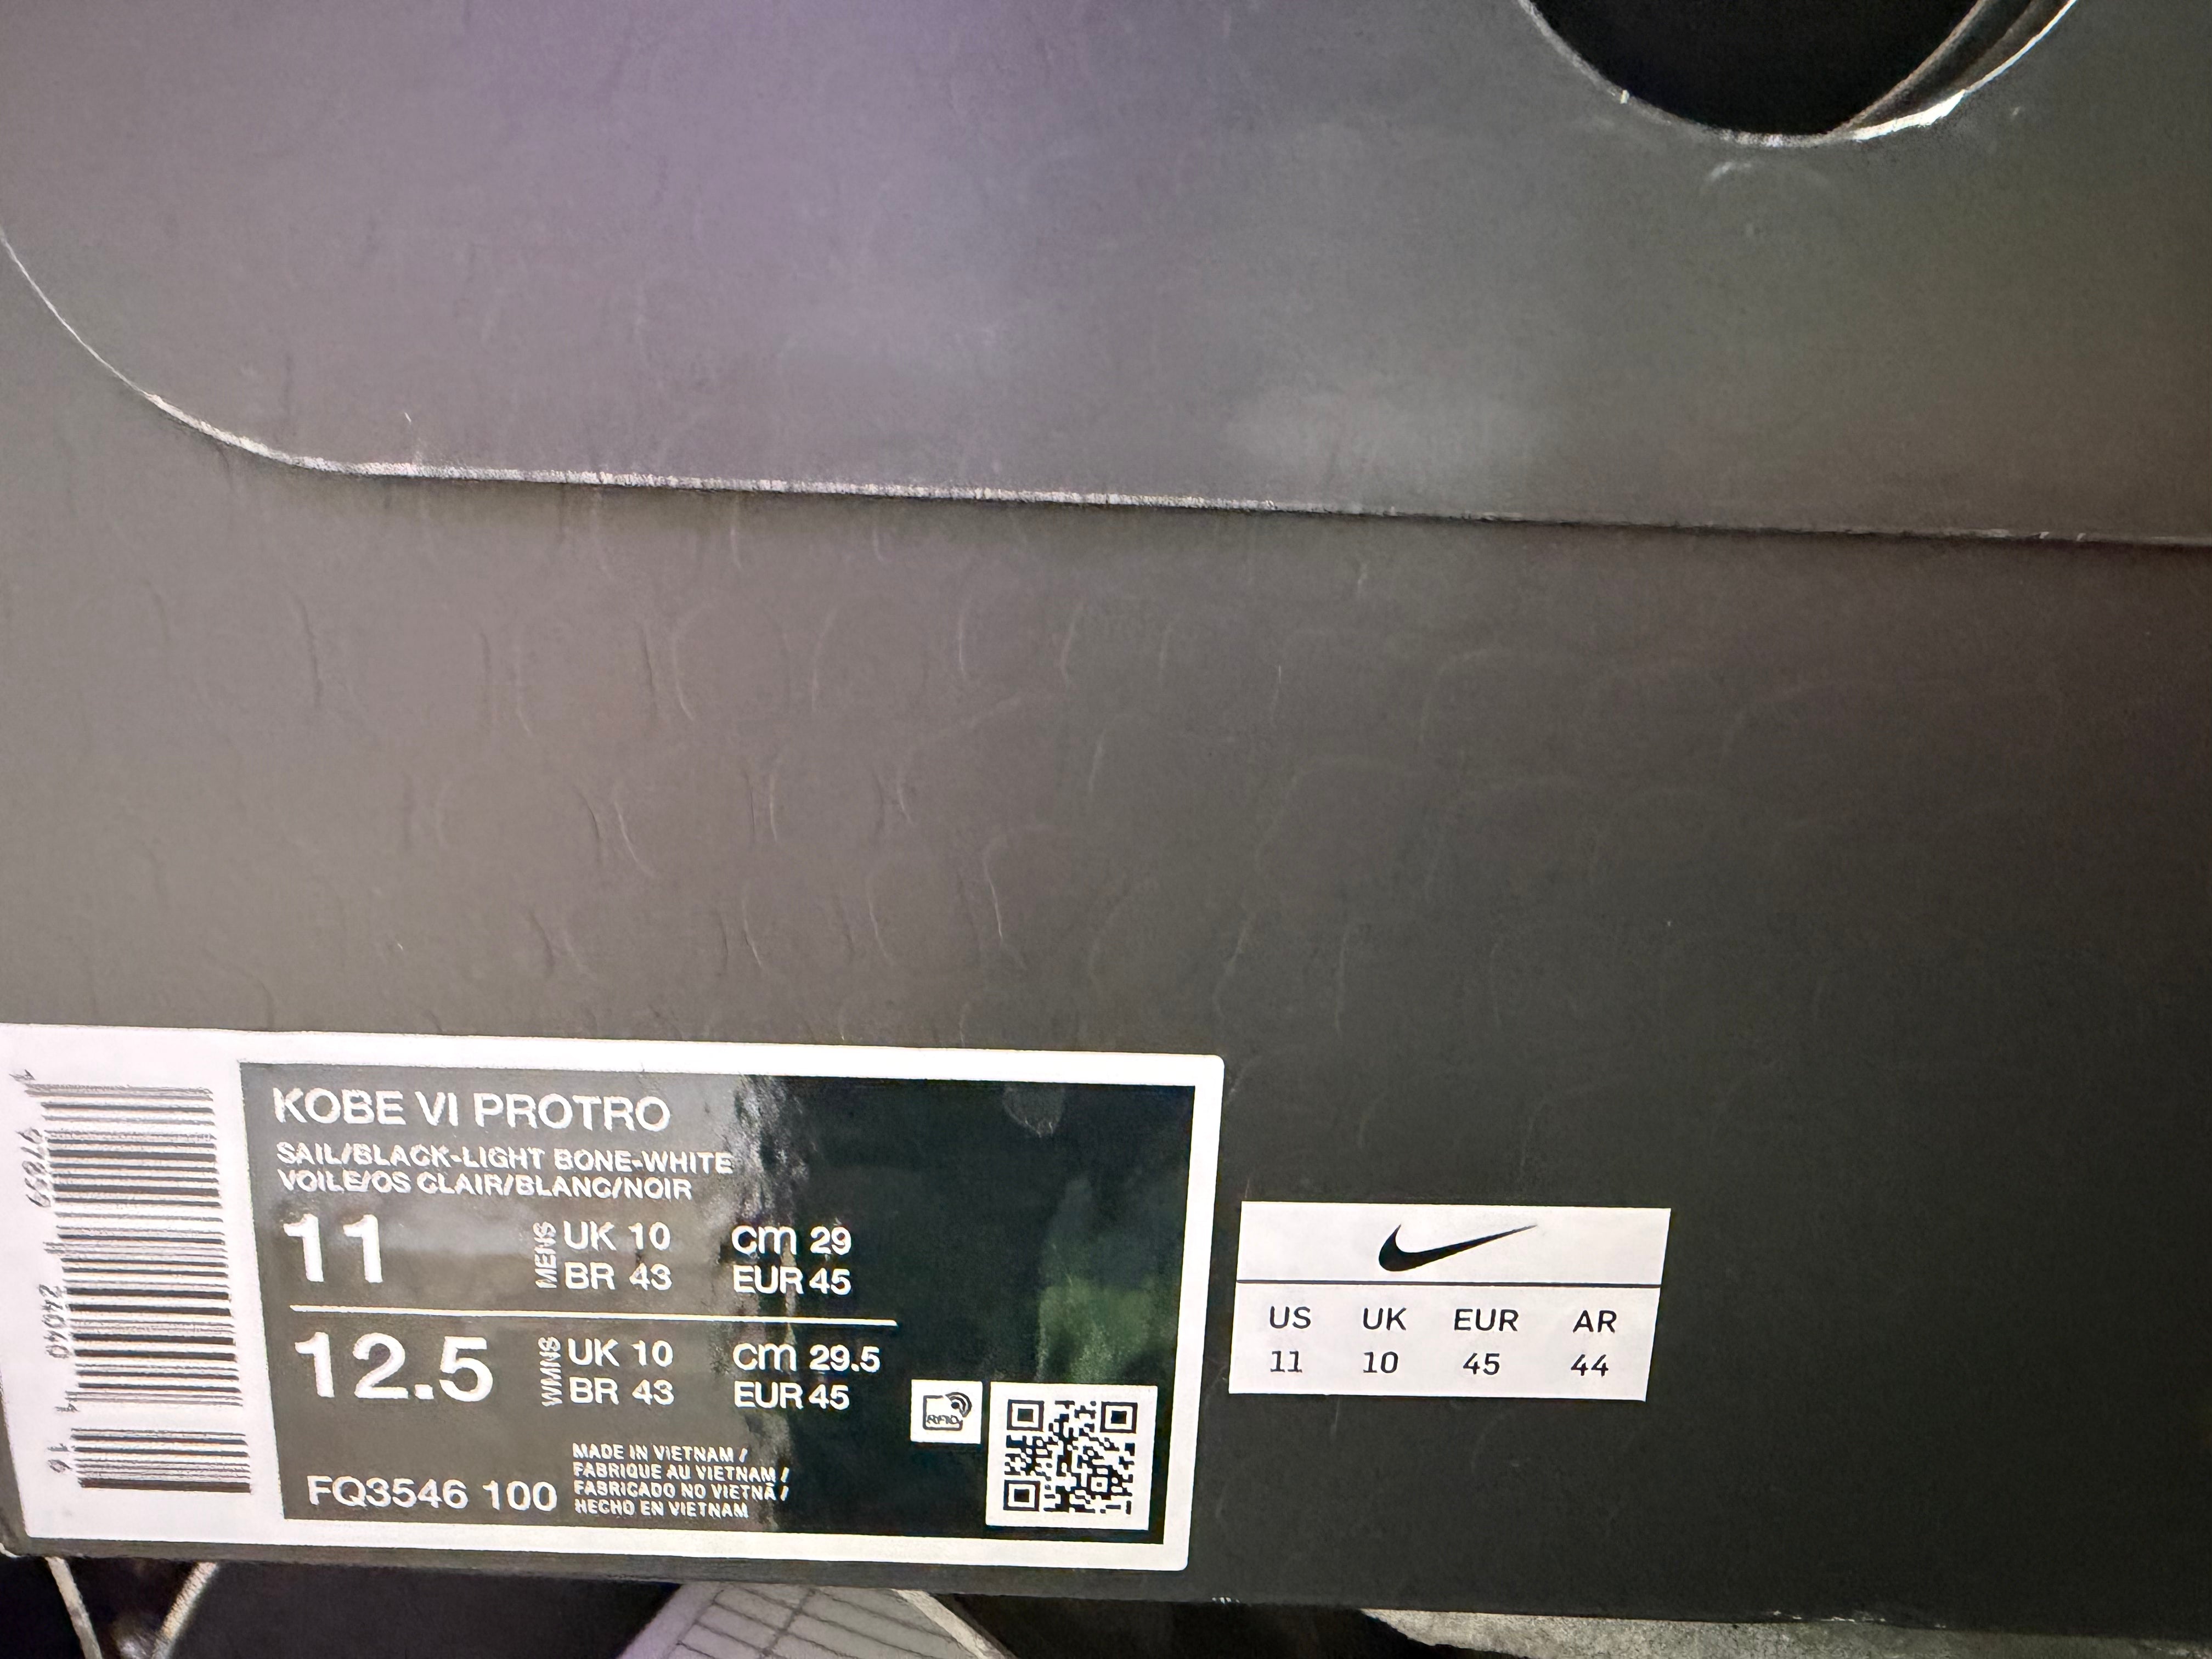 KOBE VI PROTRO
SAIL/BLACK-LIGHT BONE-WHITE
VOILE/OS CLAIR/BLANC/NOIR
11 MENS UK 10 cm 29
BR 43 EUR 45
12.5 WMNS UK 10 cm 29.5
BR 43 EUR 45
FQ3546 100
MADE IN VIETNAM /
FABRIQUE AU VIETNAM /
FABRICADO NO VIETNÃ /
HECHO EN VIETNAM
RFID
US UK EUR AR
11 10 45 44